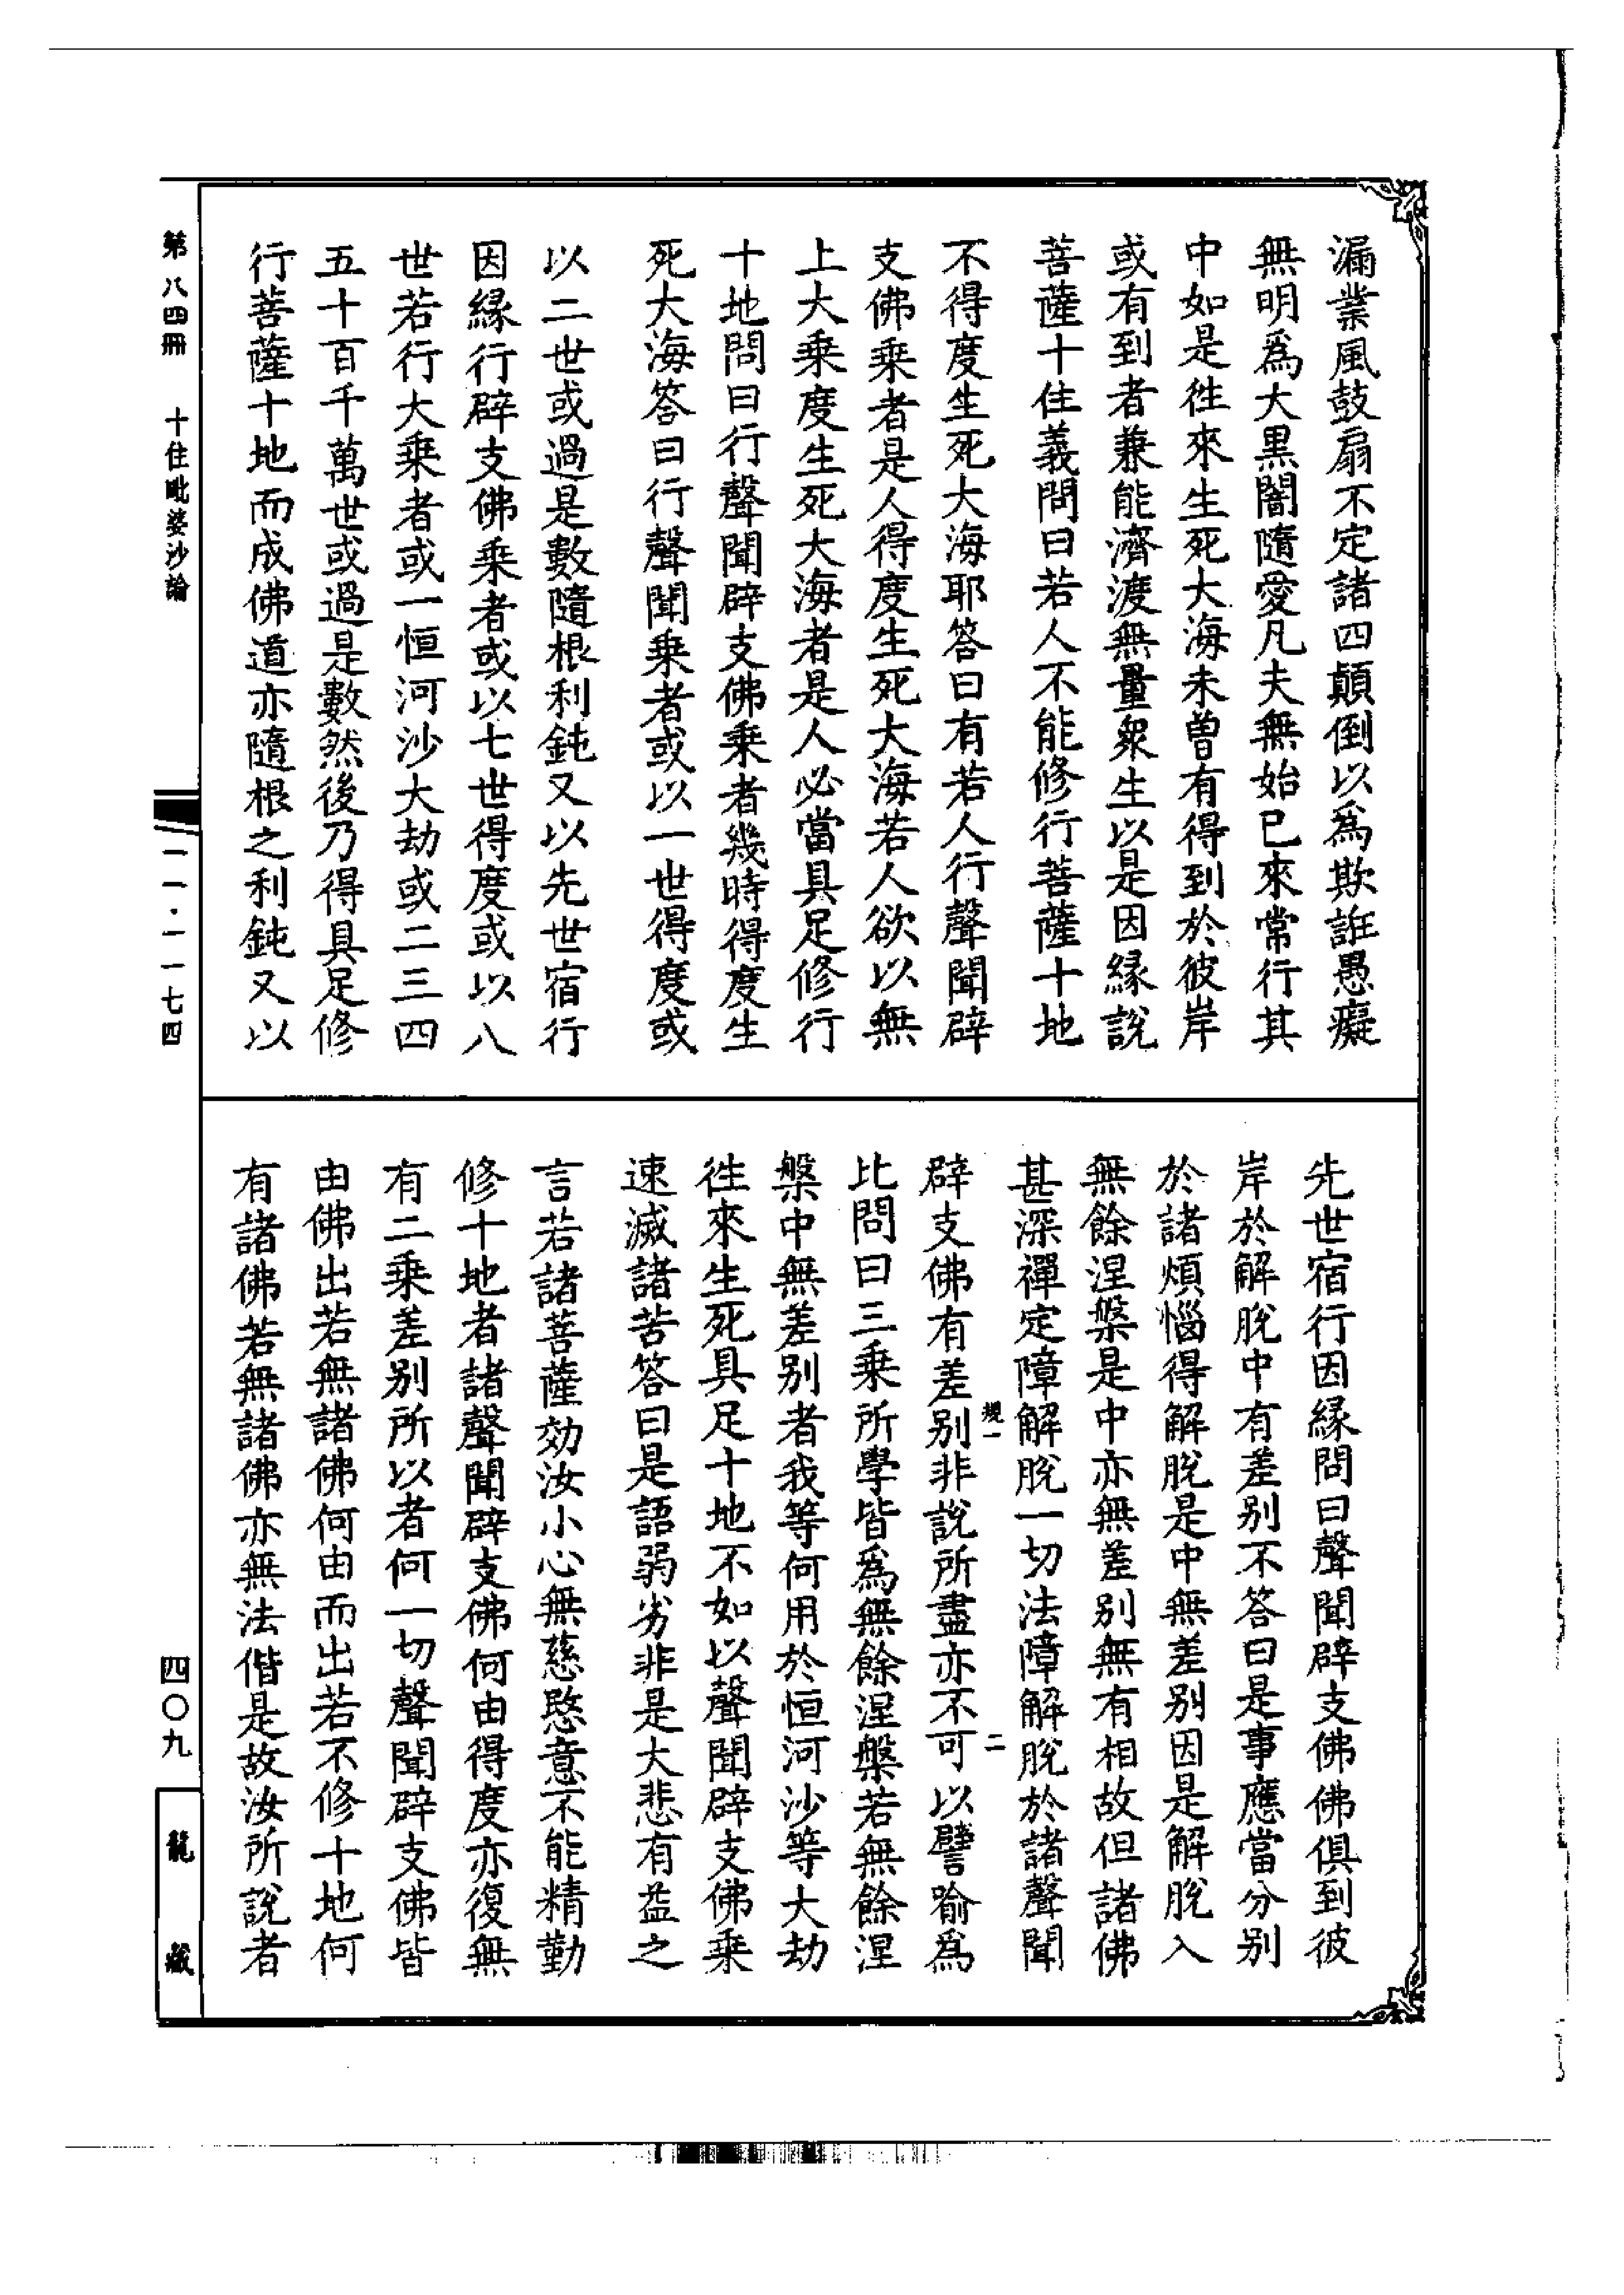 漏業風鼓扇不定諸四顛倒以為欺誑愚癡
無明為大黑闇隨愛凡夫無始已來常行其
中如是徃來生死大海未曽有得到於彼岸
或有到者兼能濟渡無量衆生以是因緣說
菩薩十住義問曰若人不能修行菩薩十地
不得度生死大海耶答曰有若人行聲聞辟
支佛乗者是人得度生死大海若人欲以無
上大乗度生死大海者是人必當具足修行
十地問曰行聲聞辟支佛乗者幾時得度生
死大海答曰行聲聞乗者或以一世得度或
以二世或過是數隨根利鈍又以先世宿行
因緣行辟支佛乗者或以七世得度或以八
世若行大乗者或一恒河沙大劫或二三四
五十百千萬世或過是數然後乃得具足修
行菩薩十地而成佛道亦隨根之利鈍又以
先世宿行因緣問曰聲聞辟支佛佛俱到彼
岸於解脫中有差別不答曰是事應當分別
於諸煩惱得解脫是中無差別因是解脫入
無餘涅槃是中亦無差別無有相故但諸佛
甚深禪定障解脫一切法障解脫於諸聲聞
辟支佛有差別非說所盡亦不可以譬喻為
規一 二
比問曰三乗所學皆為無餘涅槃若無餘涅
槃中無差別者我等何用於恒河沙等大劫
徃來生死具足十地不如以聲聞辟支佛乗
速滅諸苦答曰是語弱劣非是大悲有益之
言若諸菩薩効汝小心無慈愍意不能精勤
修十地者諸聲聞辟支佛何由得度亦復無
有二乗差別所以者何一切聲聞辟支佛皆
由佛出若無諸佛何由而出若不修十地何
有諸佛若無諸佛亦無法偕是故汝所說者
第八四冊 十住毗婆沙論
一一·一一七四
四〇九
龍藏